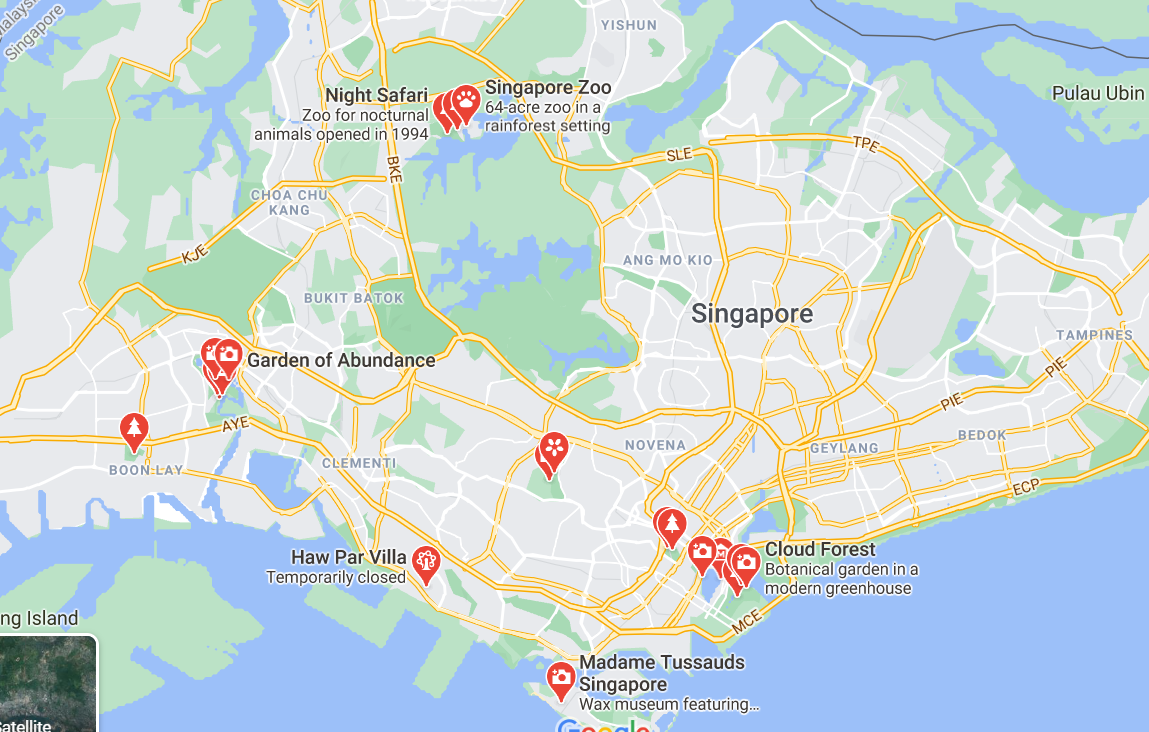 Malaysia
Singapore
YISHUN
Night Safari
Zoo for nocturnal
animals opened in 1994
Singapore Zoo
64-acre zoo in a
rainforest setting
Pulau Ubin
BKE
SLE
TPE
CHOA CHU
KANG
KJE
ANG MO KIO
BUKIT BATOK
Singapore
TAMPINES
Garden of Abundance
PIE
PIE
AYE
NOVENA
GEYLANG
BEDOK
BOON LAY
CLEMENTI
ECP
Haw Par Villa
Temporarily closed
Cloud Forest
Botanical garden in a
modern greenhouse
MCE
ng Island
Madame Tussauds
Singapore
Wax museum featuring…
Satellite
Google